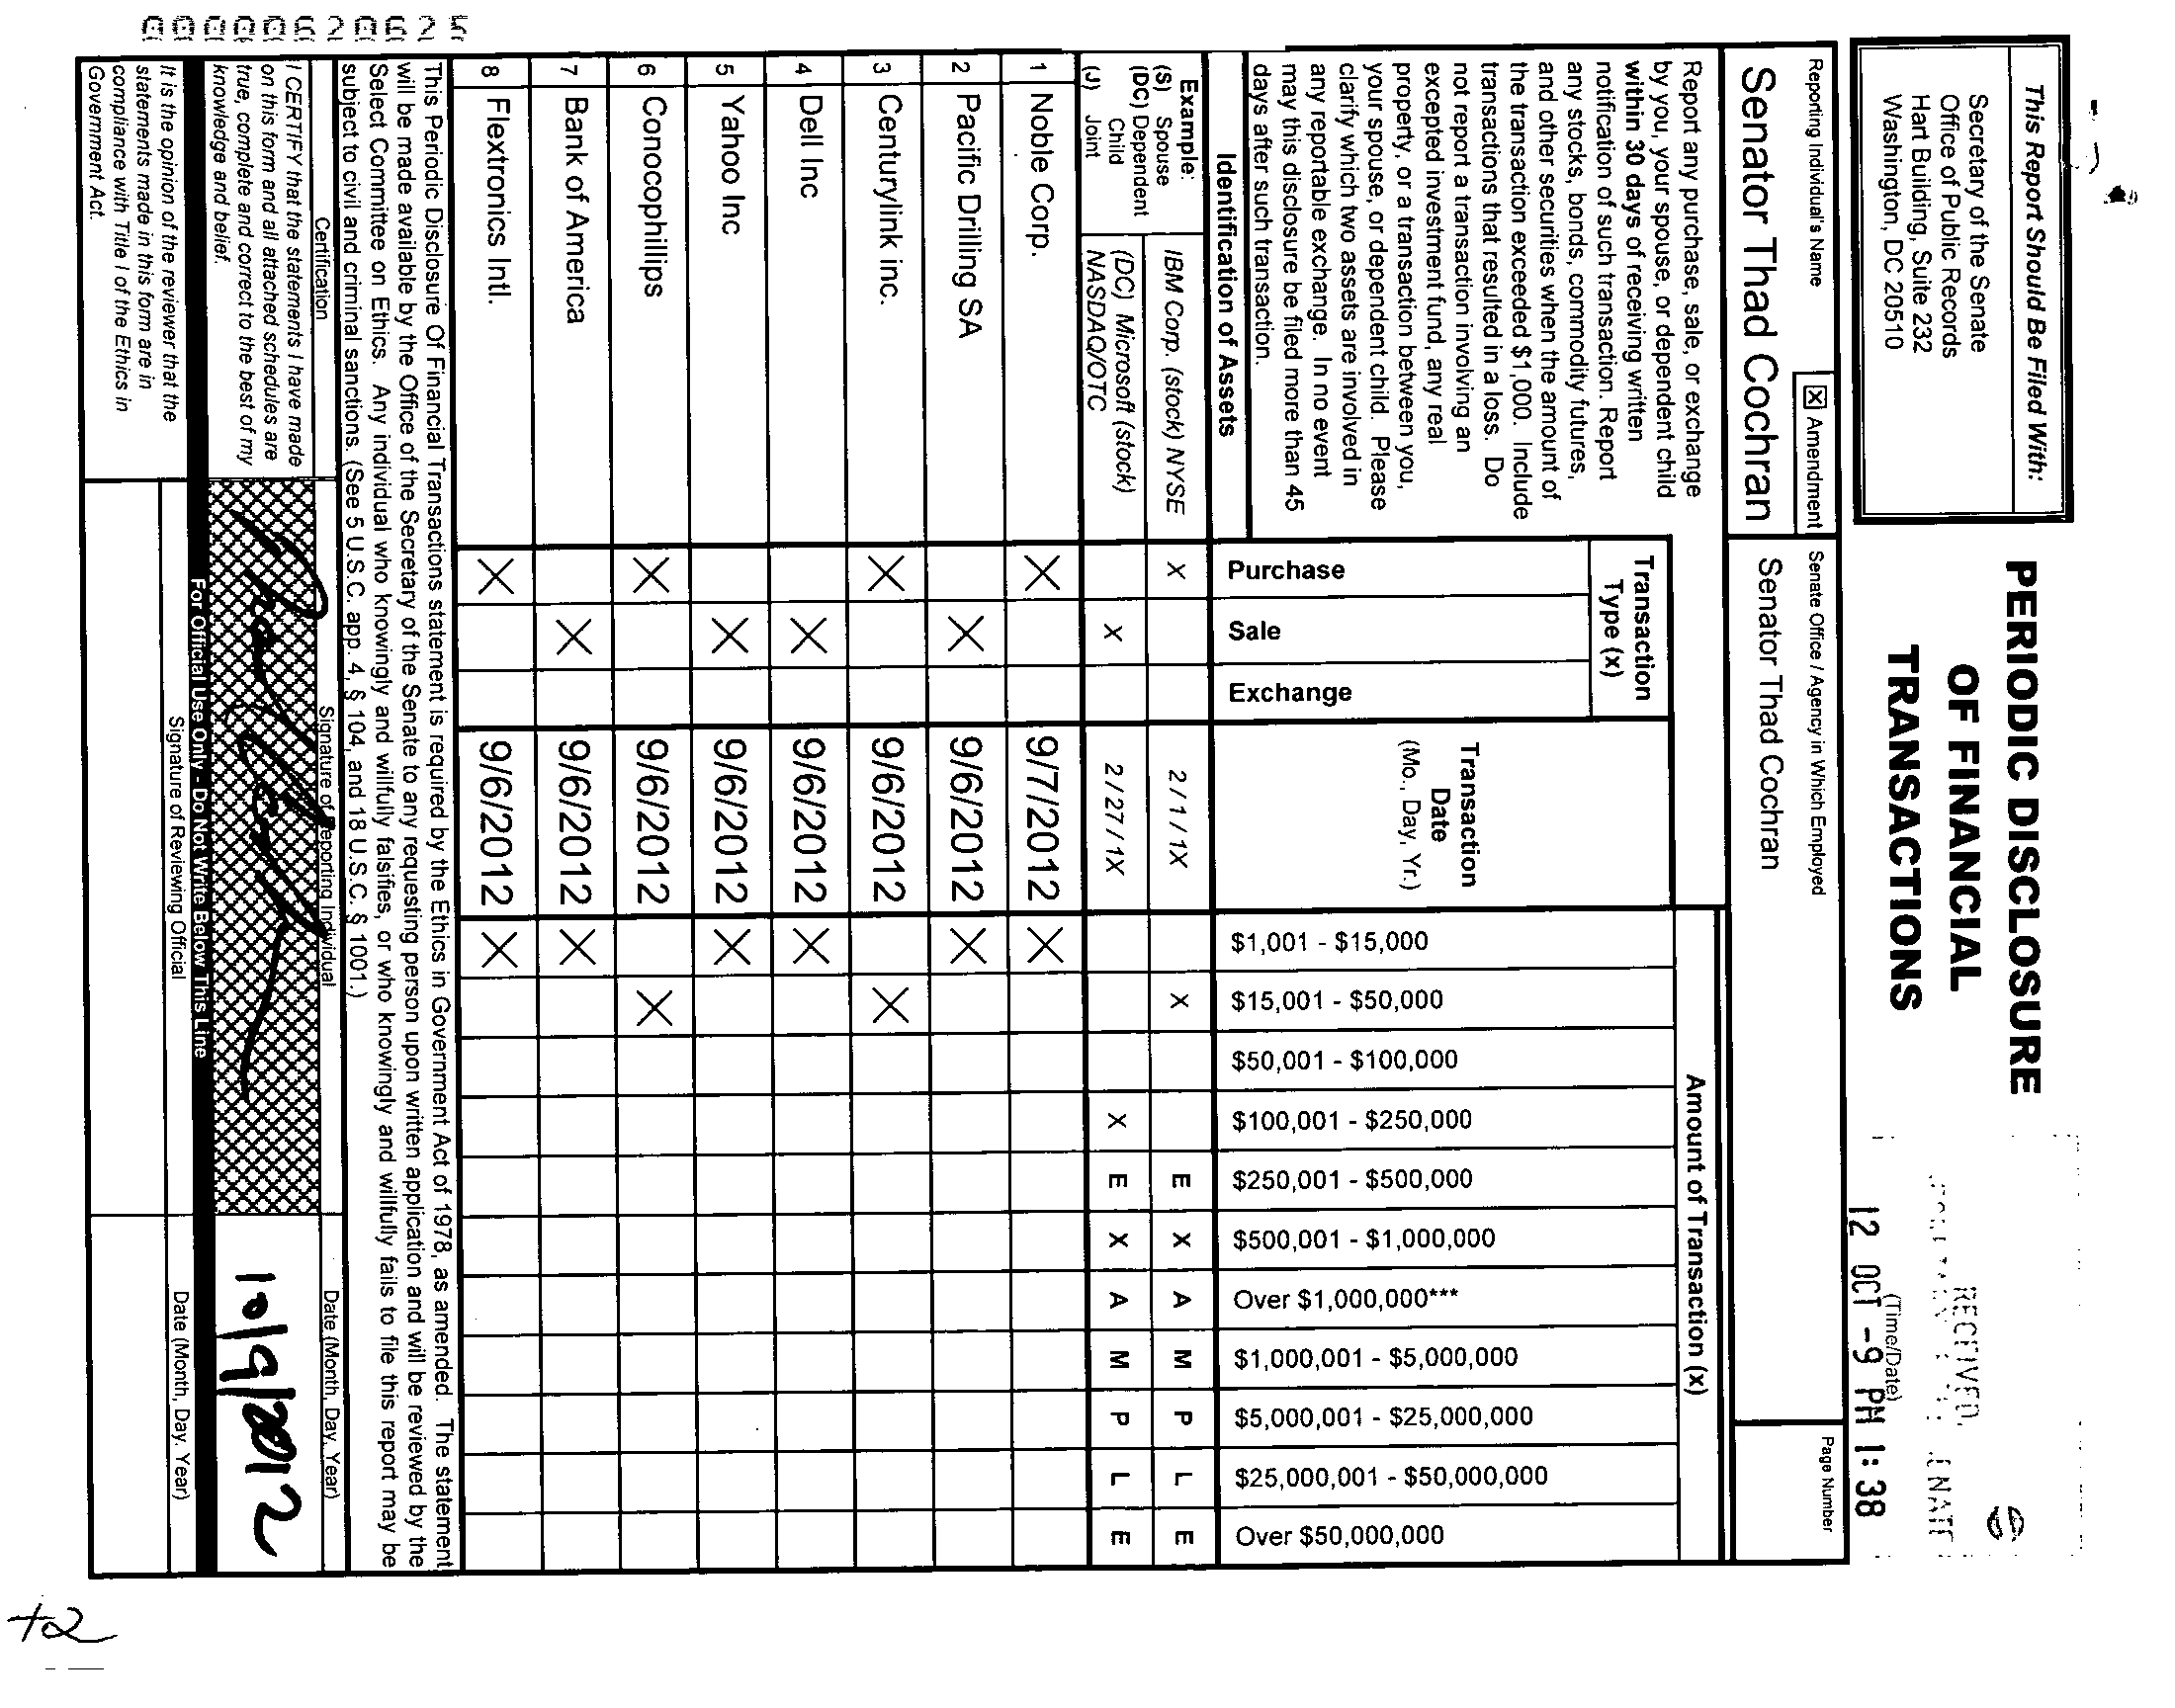 This Report Should Be Filed With:
Secretary of the Senate
Office of Public Records
Hart Building, Suite 232
Washington, DC 20510
PERIODIC DISCLOSURE
OF FINANCIAL
TRANSACTIONS
RECEIVED
(Time/Date)
12 OCT -9 PM 1:38
Reporting Individual's Name
X Amendment
Senator Thad Cochran
Senate Office / Agency in Which Employed
Senator Thad Cochran
Page Number
Report any purchase, sale, or exchange
by you, your spouse, or dependent child
within 30 days of receiving written
notification of such transaction. Report
any stocks, bonds, commodity futures,
and other securities when the amount of
the transaction exceeded $1,000. Include
transactions that resulted in a loss. Do
not report a transaction involving an
excepted investment fund, any real
property, or a transaction between you,
your spouse, or dependent child. Please
clarify which two assets are involved in
any reportable exchange. In no event
may this disclosure be filed more than 45
days after such transaction.
Identification of Assets
Transaction
Type (x)
Purchase
Sale
Exchange
Transaction
Date
(Mo., Day, Yr.)
Amount of Transaction (x)
$1,001 - $15,000
$15,001 - $50,000
$50,001 - $100,000
$100,001 - $250,000
$250,001 - $500,000
$500,001 - $1,000,000
Over $1,000,000***
$1,000,001 - $5,000,000
$5,000,001 - $25,000,000
$25,000,001 - $50,000,000
Over $50,000,000
Example:
(S) Spouse
(DC) Dependent
Child
(J) Joint
IBM Corp. (stock) NYSE X 2 / 1 / 1X X E X A M P L E
(DC) Microsoft (stock)
NASDAQ/OTC X 2 / 27 / 1X X E X A M P L E
1 Noble Corp. X 9/7/2012 X
2 Pacific Drilling SA X 9/6/2012 X
3 Centurylink inc. X 9/6/2012 X
4 Dell Inc X 9/6/2012 X
5 Yahoo Inc X 9/6/2012 X
6 Conocophillips X 9/6/2012 X
7 Bank of America X 9/6/2012 X
8 Flextronics Intl. X 9/6/2012 X
This Periodic Disclosure Of Financial Transactions statement is required by the Ethics in Government Act of 1978, as amended. The statement
will be made available by the Office of the Secretary of the Senate to any requesting person upon written application and will be reviewed by the
Select Committee on Ethics. Any individual who knowingly and willfully falsifies, or who knowingly and willfully fails to file this report may be
subject to civil and criminal sanctions. (See 5 U.S.C. app. 4, § 104, and 18 U.S.C. § 1001.)
Certification
Signature of Reporting Individual
Date (Month, Day, Year)
I CERTIFY that the statements I have made
on this form and all attached schedules are
true, complete and correct to the best of my
knowledge and belief.
10/9/2012
For Official Use Only - Do Not Write Below This Line
It is the opinion of the reviewer that the
statements made in this form are in
compliance with Title I of the Ethics in
Government Act.
Signature of Reviewing Official
Date (Month, Day, Year)
+2